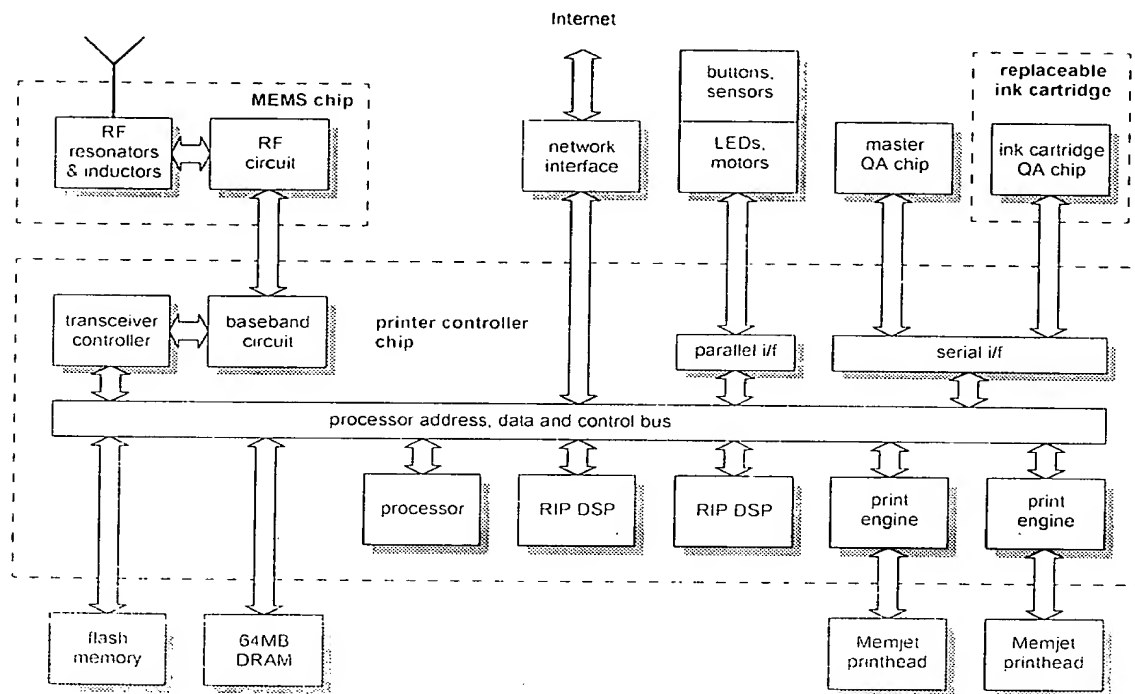 Internet
MEMS chip
RF
resonators
& inductors
RF
circuit
network
interface
buttons,
sensors
LEDs,
motors
master
QA chip
replaceable
ink cartridge
ink cartridge
QA chip
transceiver
controller
baseband
circuit
printer controller
chip
parallel i/f
serial i/f
processor address, data and control bus
processor
RIP DSP
RIP DSP
print
engine
print
engine
flash
memory
64MB
DRAM
Memjet
printhead
Memjet
printhead